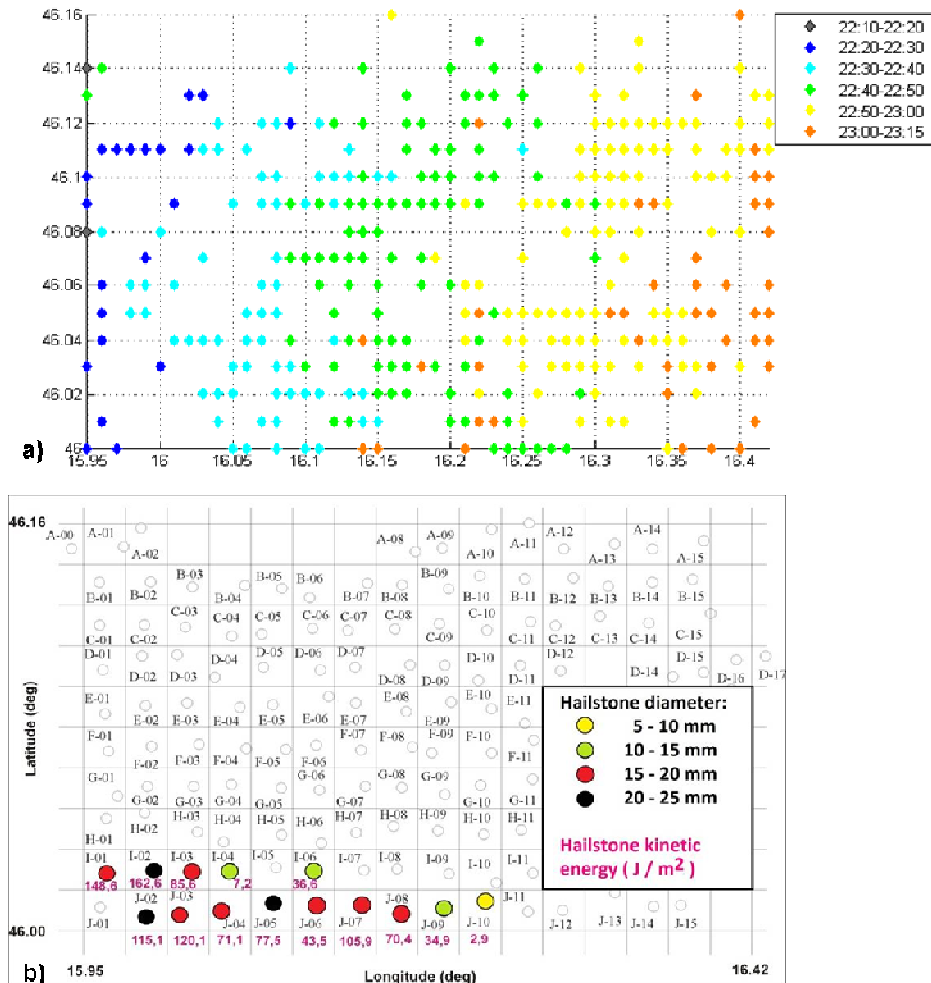 46.16
46.14
46.12
46.1
46.08
46.06
46.04
46.02
46
15.95 16 16.05 16.1 16.15 16.2 16.25 16.3 16.35 16.4
22:10-22:20
22:20-22:30
22:30-22:40
22:40-22:50
22:50-23:00
23:00-23:15
a)
46.16
A-00 A-01 A-02 A-08 A-09 A-10 A-11 A-12 A-13 A-14 A-15
B-01 B-02 B-03 B-04 B-05 B-06 B-07 B-08 B-09 B-10 B-11 B-12 B-13 B-14 B-15
C-01 C-02 C-03 C-04 C-05 C-06 C-07 C-08 C-09 C-10 C-11 C-12 C-13 C-14 C-15
D-01 D-02 D-03 D-04 D-05 D-06 D-07 D-08 D-09 D-10 D-11 D-12 D-14 D-15 D-16 D-17
E-01 E-02 E-03 E-04 E-05 E-06 E-07 E-08 E-09 E-10 E-11
F-01 F-02 F-03 F-04 F-05 F-06 F-07 F-08 F-09 F-10 F-11
G-01 G-02 G-03 G-04 G-05 G-06 G-07 G-08 G-09 G-10 G-11
H-01 H-02 H-03 H-04 H-05 H-06 H-07 H-08 H-09 H-10 H-11
I-01 I-02 I-03 I-04 I-05 I-06 I-07 I-08 I-09 I-10 I-11
148,6 162,6 85,6 7,2 36,6
J-01 J-02 J-03 J-04 J-05 J-06 J-07 J-08 J-09 J-10 J-11 J-12 J-13 J-14 J-15
115,1 120,1 71,1 77,5 43,5 105,9 70,4 34,9 2,9
Hailstone diameter:
5 - 10 mm
10 - 15 mm
15 - 20 mm
20 - 25 mm
Hailstone kinetic
energy ( J / m² )
Latitude (deg)
46.00
15.95
Longitude (deg)
16.42
b)